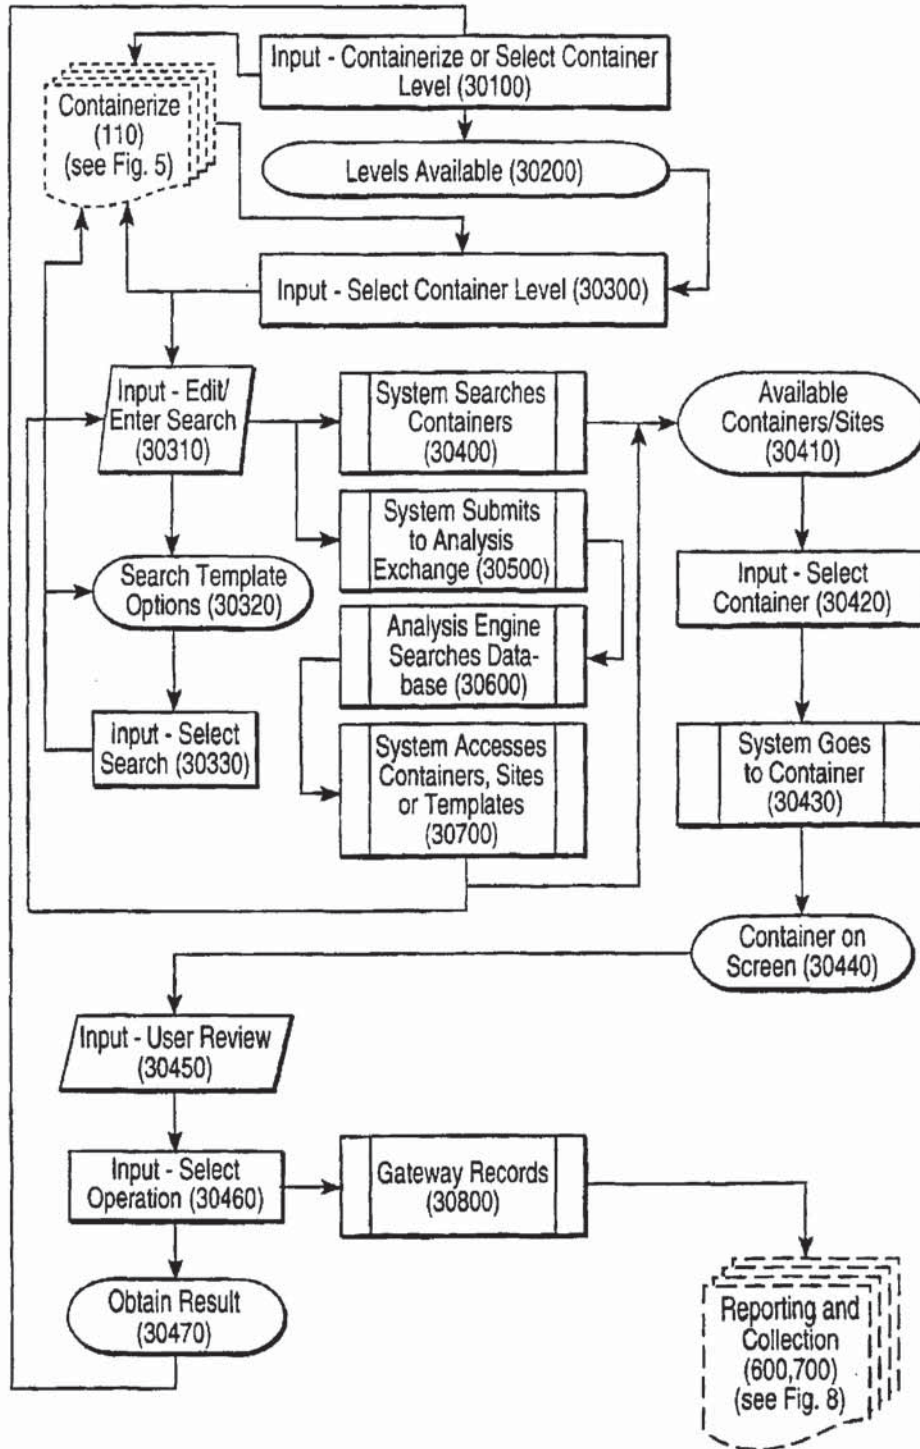 Input - Containerize or Select Container
Level (30100)
Containerize
(110)
(see Fig. 5)
Levels Available (30200)
Input - Select Container Level (30300)
Input - Edit/
Enter Search
(30310)
System Searches
Containers
(30400)
Available
Containers/Sites
(30410)
System Submits
to Analysis
Exchange (30500)
Search Template
Options (30320)
Input - Select
Container (30420)
Analysis Engine
Searches Data-
base (30600)
Input - Select
Search (30330)
System Accesses
Containers, Sites
or Templates
(30700)
System Goes
to Container
(30430)
Container on
Screen (30440)
Input - User Review
(30450)
Input - Select
Operation (30460)
Gateway Records
(30800)
Obtain Result
(30470)
Reporting and
Collection
(600,700)
(see Fig. 8)